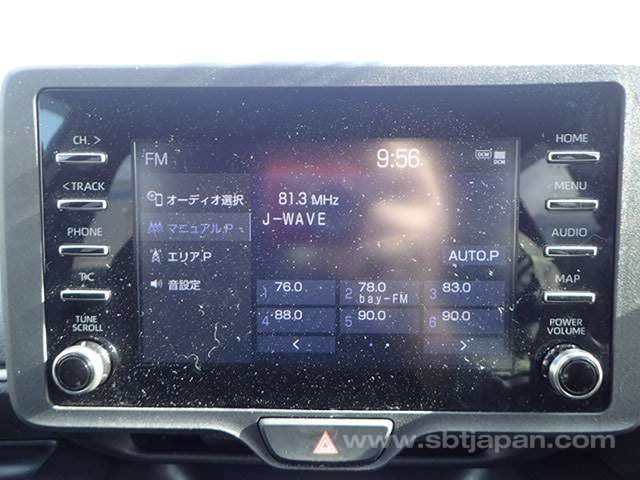 CH. >
< TRACK
PHONE
T/C
TUNE
SCROLL
FM
9:56
DCM
DCM
オーディオ選択
マニュアル.P
エリア.P
音設定
81.3 MHz
J-WAVE
AUTO.P
1 76.0
2 78.0
bay-FM
3 83.0
4 88.0
5 90.0
6 90.0
< >
HOME
MENU
AUDIO
MAP
POWER
VOLUME
www.sbtjapan.com